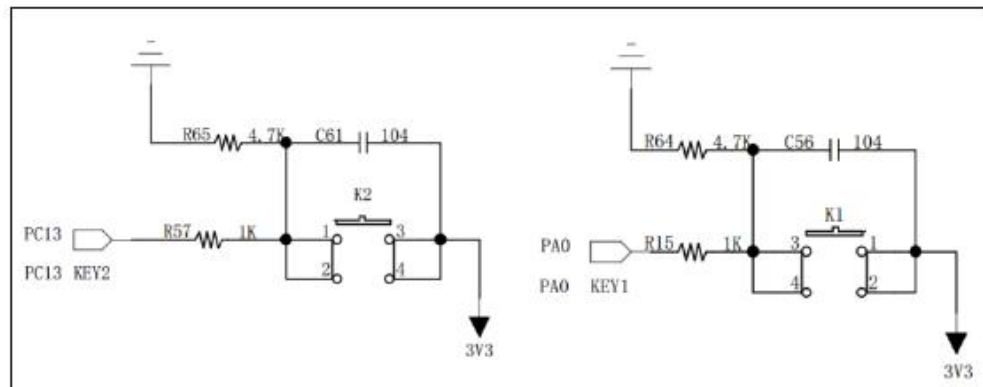 R65 4.7K C61 104
K2
PC13 R57 1K 1 3
PC13 KEY2 2 4
3V3
R64 4.7K C56 104
K1
PA0 R15 1K 3 1
PA0 KEY1 4 2
3V3